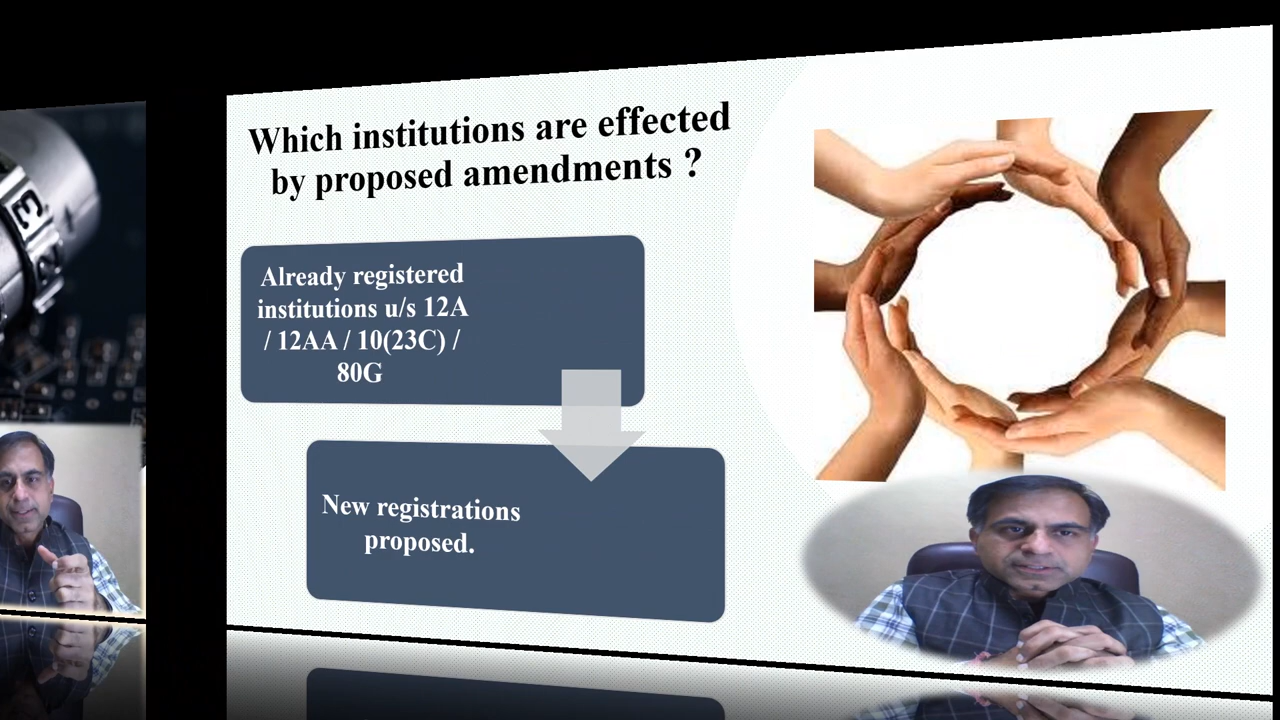 Which institutions are effected
by proposed amendments ?
Already registered
institutions u/s 12A
/ 12AA / 10(23C) /
80G
New registrations
proposed.